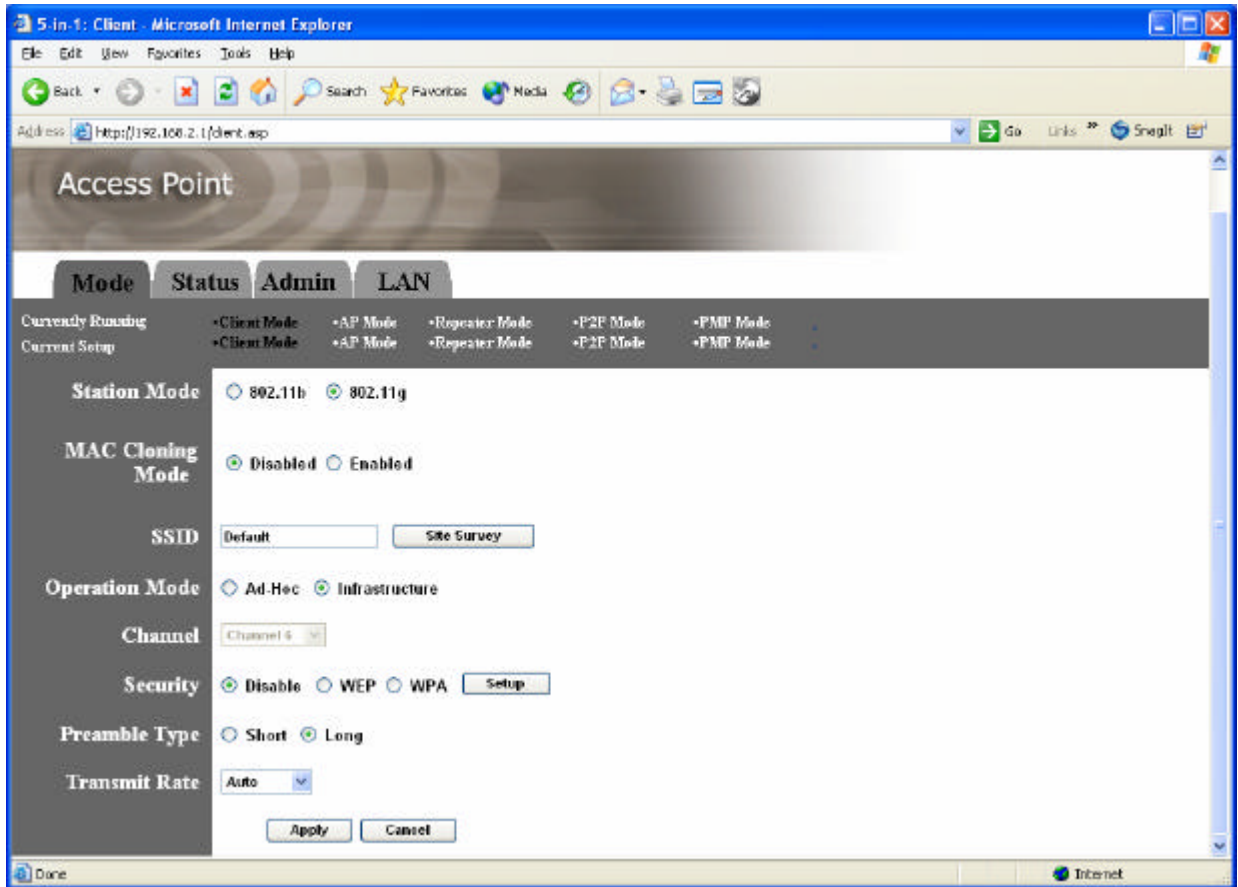 5-in-1: Client - Microsoft Internet Explorer
File Edit View Favorites Tools Help
Back Search Favorites Media
Address http://192.168.2.1/client.asp Go Links » SnagIt
Access Point
Mode Status Admin LAN
Currently Running •Client Mode •AP Mode •Repeater Mode •P2P Mode •PMP Mode
Current Setup •Client Mode •AP Mode •Repeater Mode •P2P Mode •PMP Mode
Station Mode 802.11b 802.11g
MAC Cloning
Mode Disabled Enabled
SSID Default Site Survey
Operation Mode Ad-Hoc Infrastructure
Channel Channel 6
Security Disable WEP WPA Setup
Preamble Type Short Long
Transmit Rate Auto
Apply Cancel
Done Internet